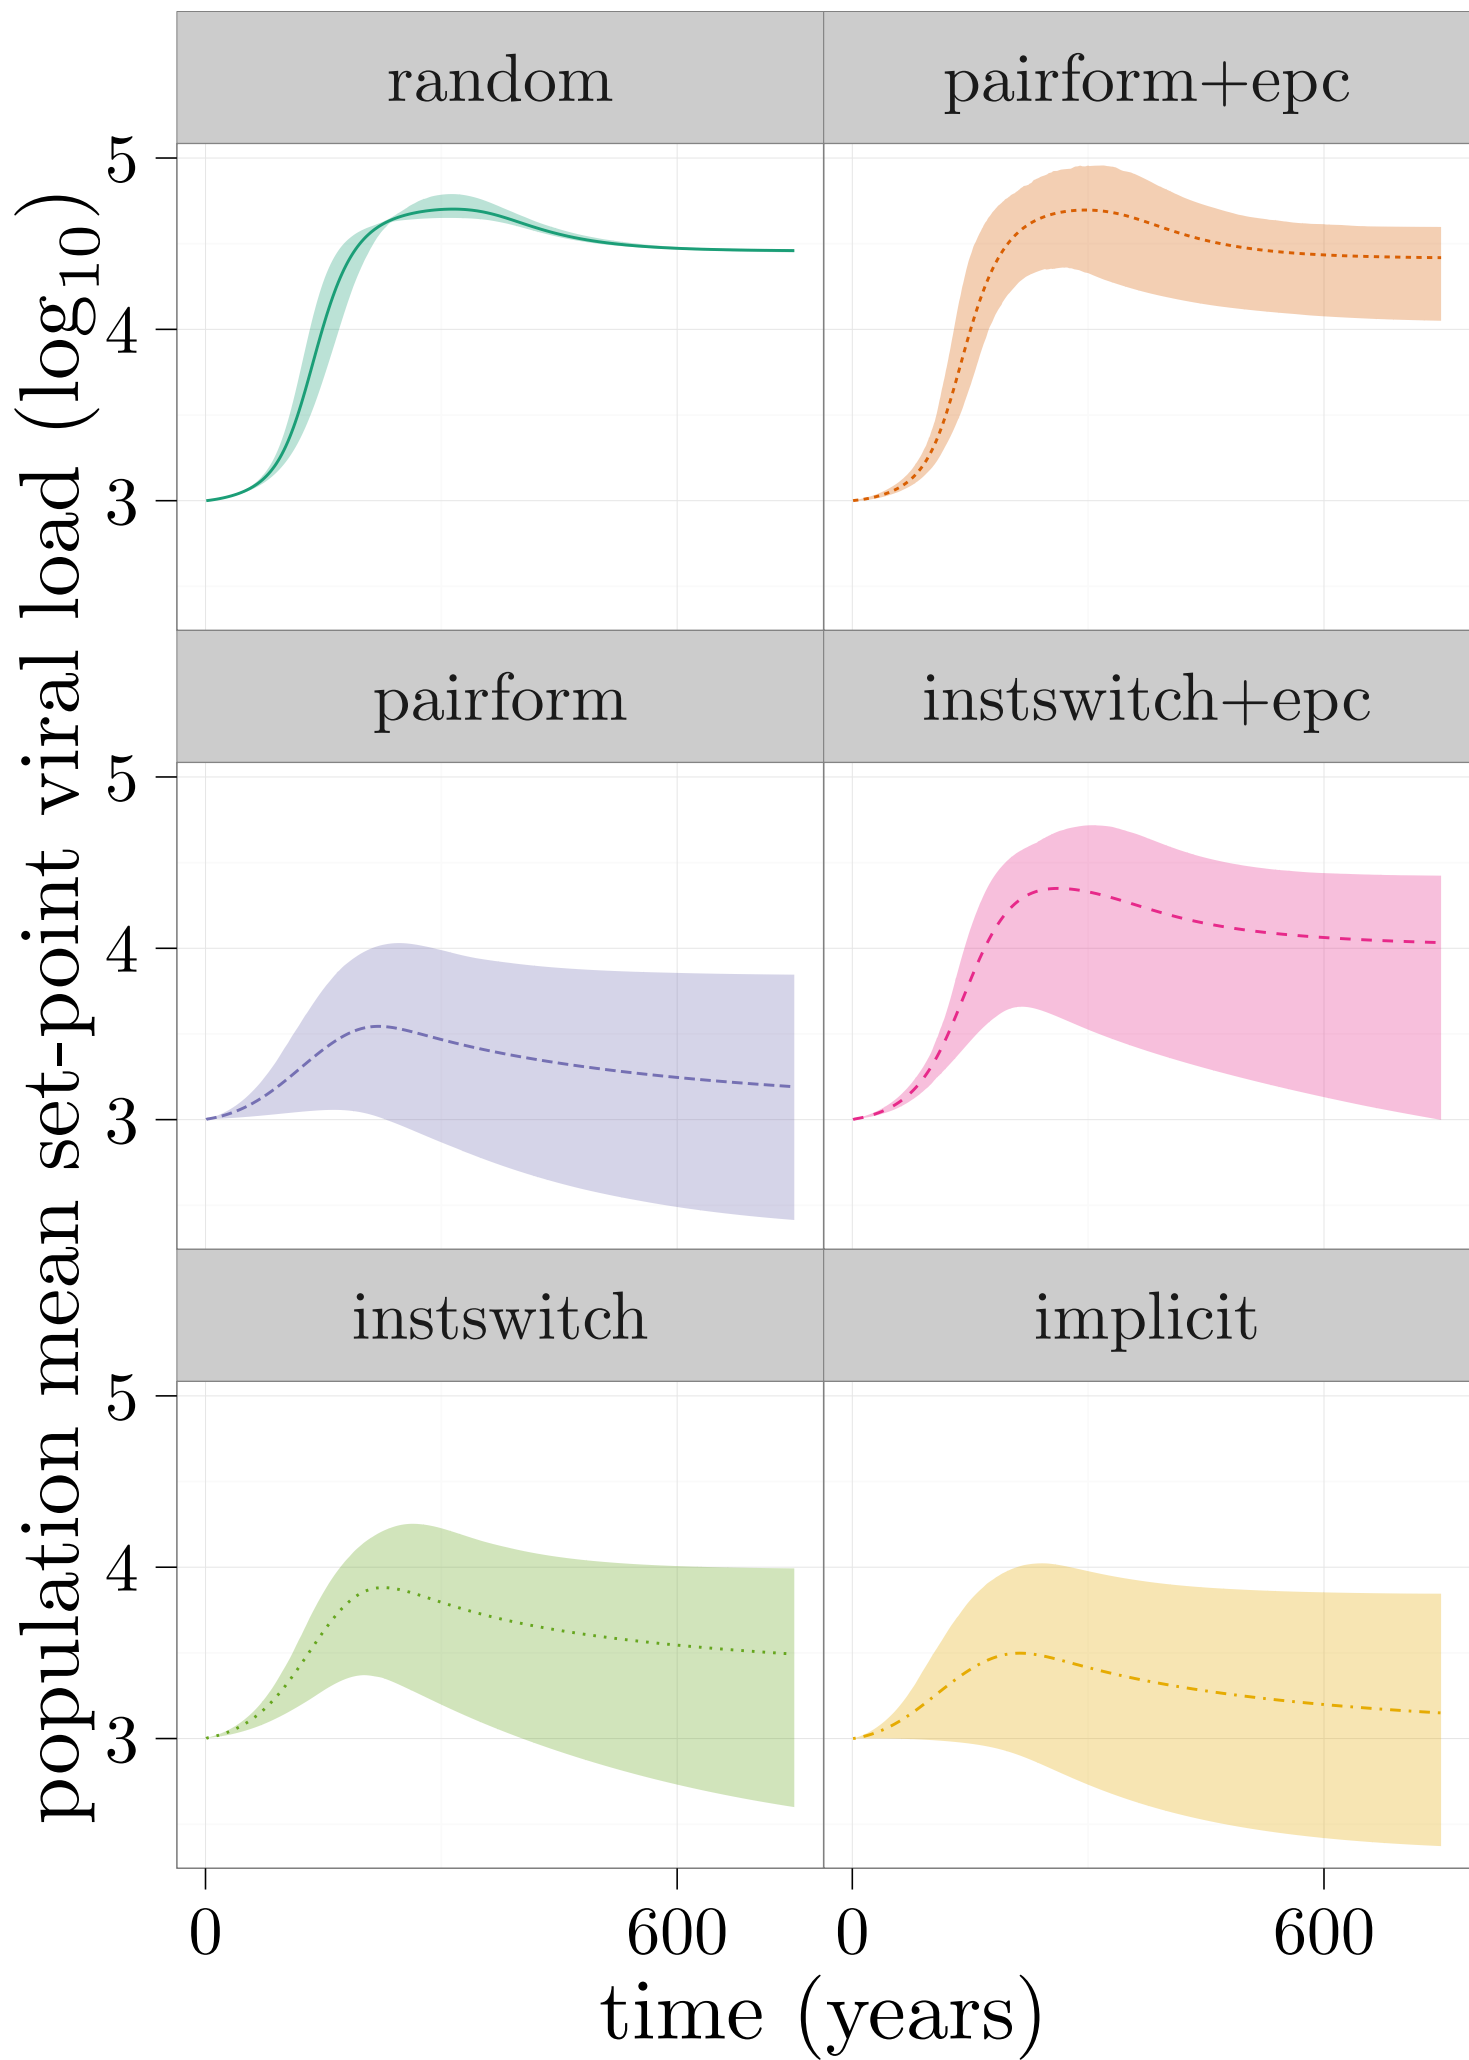 population mean set-point viral load (log10)
random
pairform+epc
5
4
3
pairform
instswitch+epc
5
4
3
instswitch
implicit
5
4
3
0
600
0
600
time (years)